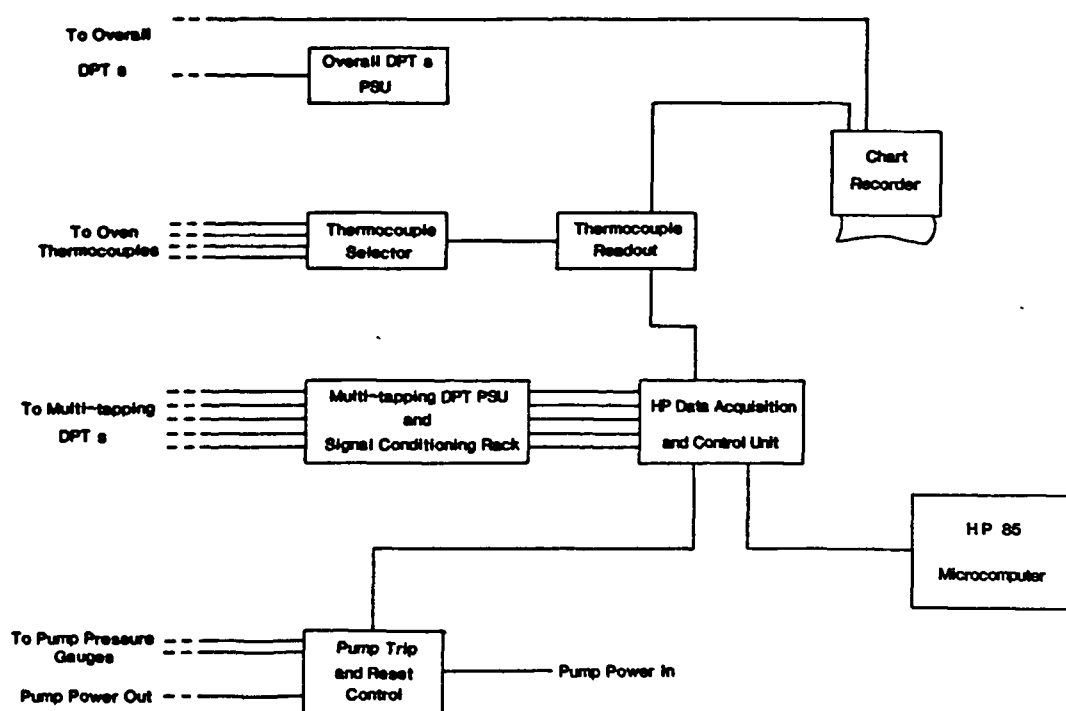 To Overall
DPT s
Overall DPT s
PSU
Chart
Recorder
To Oven
Thermocouples
Thermocouple
Selector
Thermocouple
Readout
To Multi-tapping
DPT s
Multi-tapping DPT PSU
and
Signal Conditioning Rack
HP Data Acquisition
and Control Unit
HP 85
Microcomputer
To Pump Pressure
Gauges
Pump Power Out
Pump Trip
and Reset
Control
Pump Power In